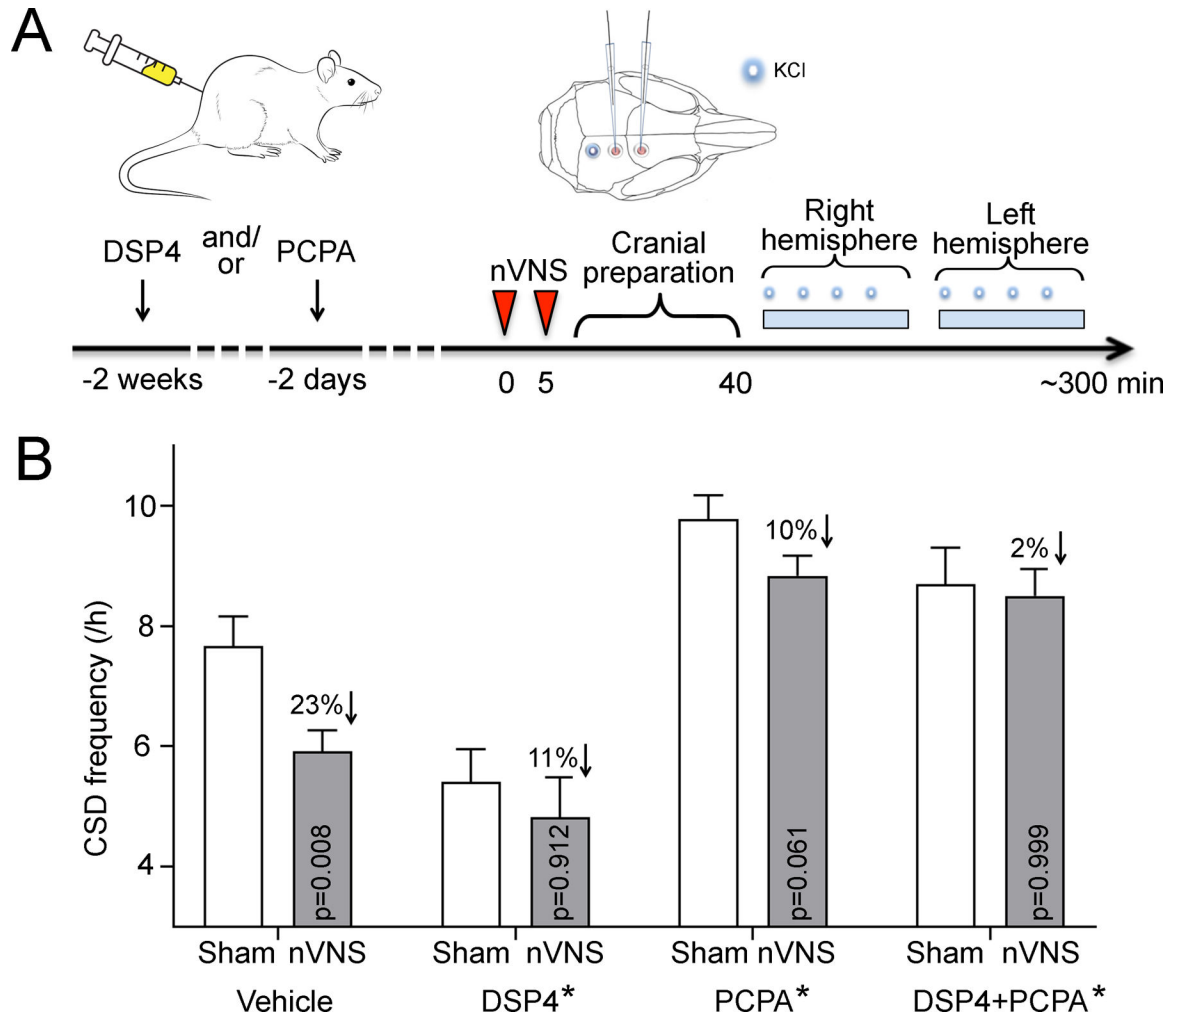 A
KCl
Right
hemisphere
Left
hemisphere
DSP4
and/
or
PCPA
nVNS
Cranial
preparation
-2 weeks
-2 days
0
5
40
~300 min
B
CSD frequency (/h)
10
8
6
4
23%
11%
10%
2%
p=0.008
p=0.912
p=0.061
p=0.999
Sham nVNS
Sham nVNS
Sham nVNS
Sham nVNS
Vehicle
DSP4*
PCPA*
DSP4+PCPA*